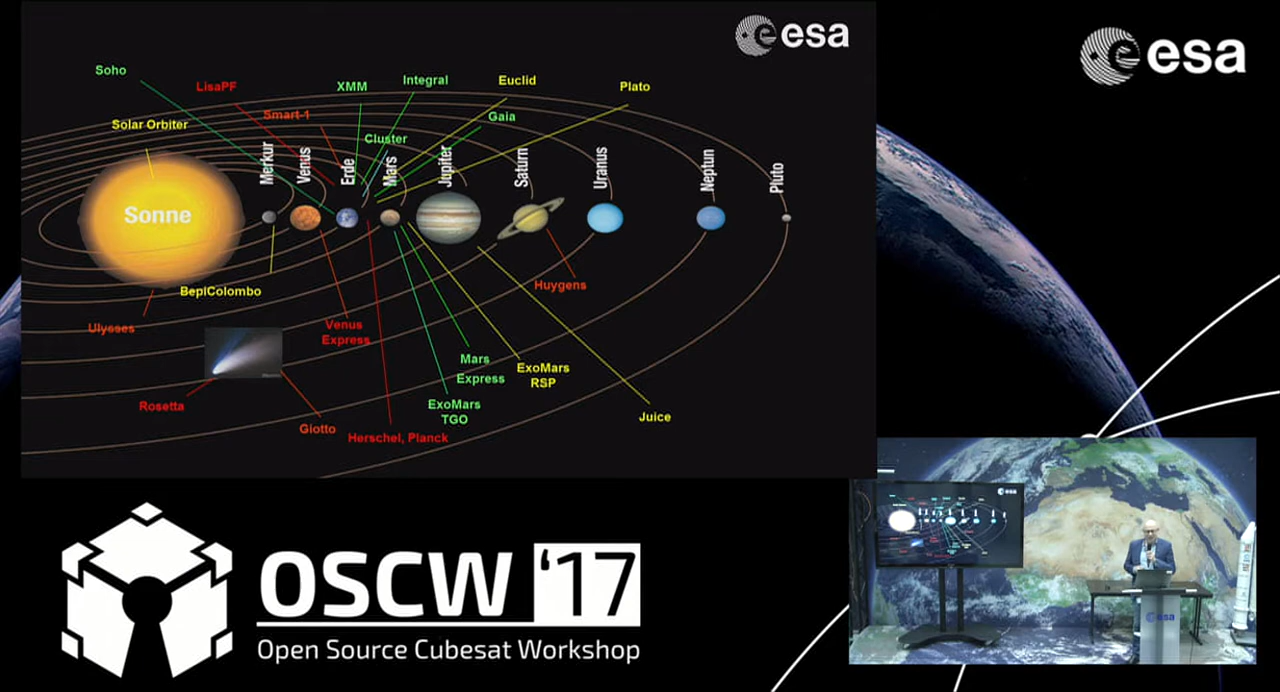 esa
esa
Soho
LisaPF
XMM
Integral
Euclid
Plato
Smart-1
Gaia
Solar Orbiter
Cluster
Merkur
Venus
Erde
Mars
Jupiter
Saturn
Uranus
Neptun
Pluto
Sonne
BepiColombo
Huygens
Ulysses
Venus
Express
Mars
Express
ExoMars
RSP
Rosetta
ExoMars
TGO
Juice
Giotto
Herschel, Planck
esa
OSCW '17
Open Source Cubesat Workshop
esa